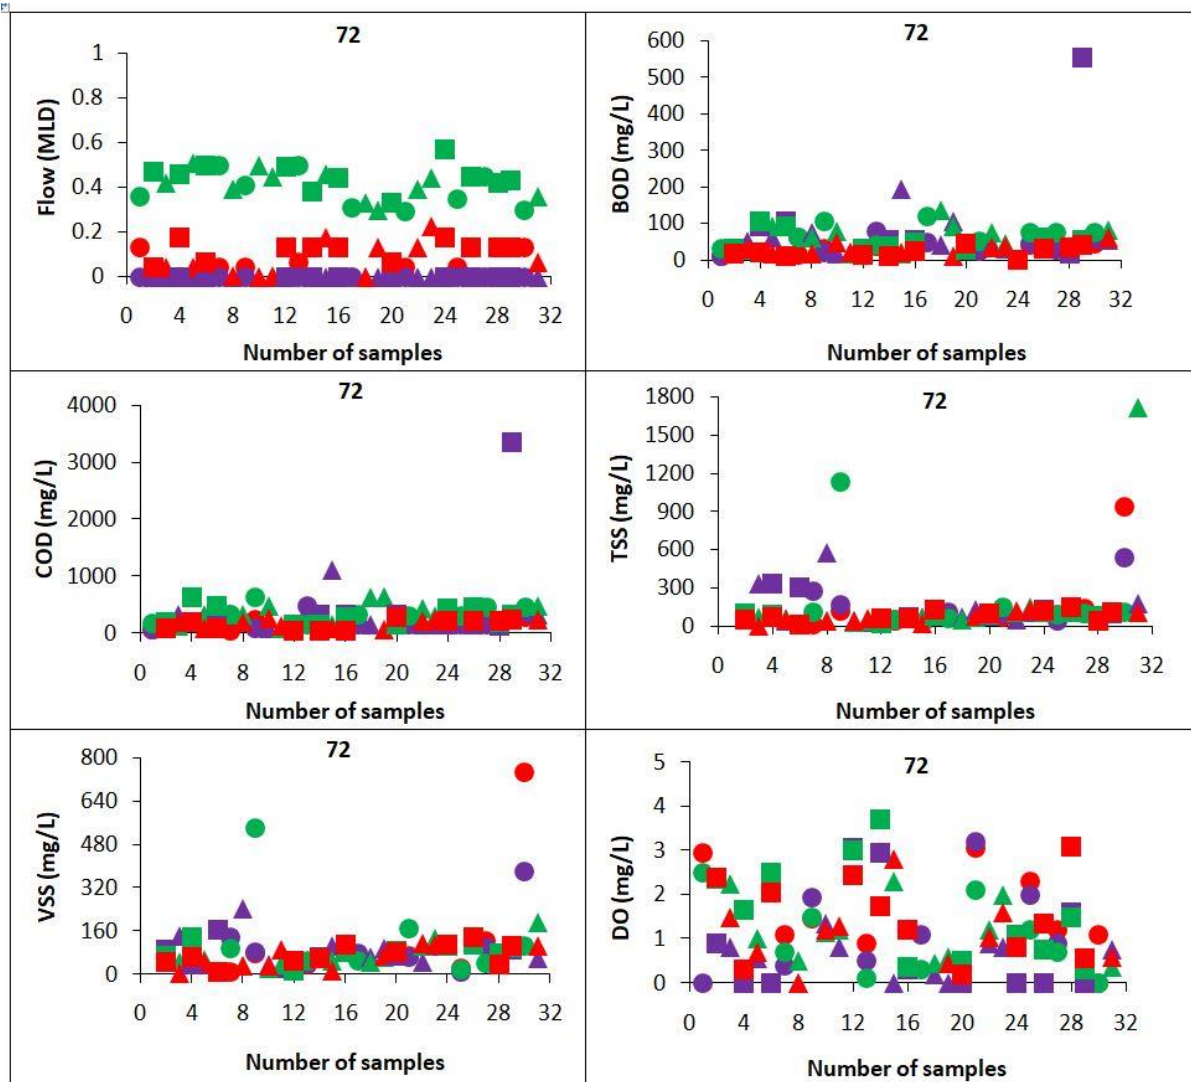 72
Flow (MLD)
1
0.8
0.6
0.4
0.2
0
0 4 8 12 16 20 24 28 32
Number of samples
72
BOD (mg/L)
600
500
400
300
200
100
0
0 4 8 12 16 20 24 28 32
Number of samples
72
COD (mg/L)
4000
3000
2000
1000
0
0 4 8 12 16 20 24 28 32
Number of samples
72
TSS (mg/L)
1800
1500
1200
900
600
300
0
0 4 8 12 16 20 24 28 32
Number of samples
72
VSS (mg/L)
800
640
480
320
160
0
0 4 8 12 16 20 24 28 32
Number of samples
72
DO (mg/L)
5
4
3
2
1
0
0 4 8 12 16 20 24 28 32
Number of samples